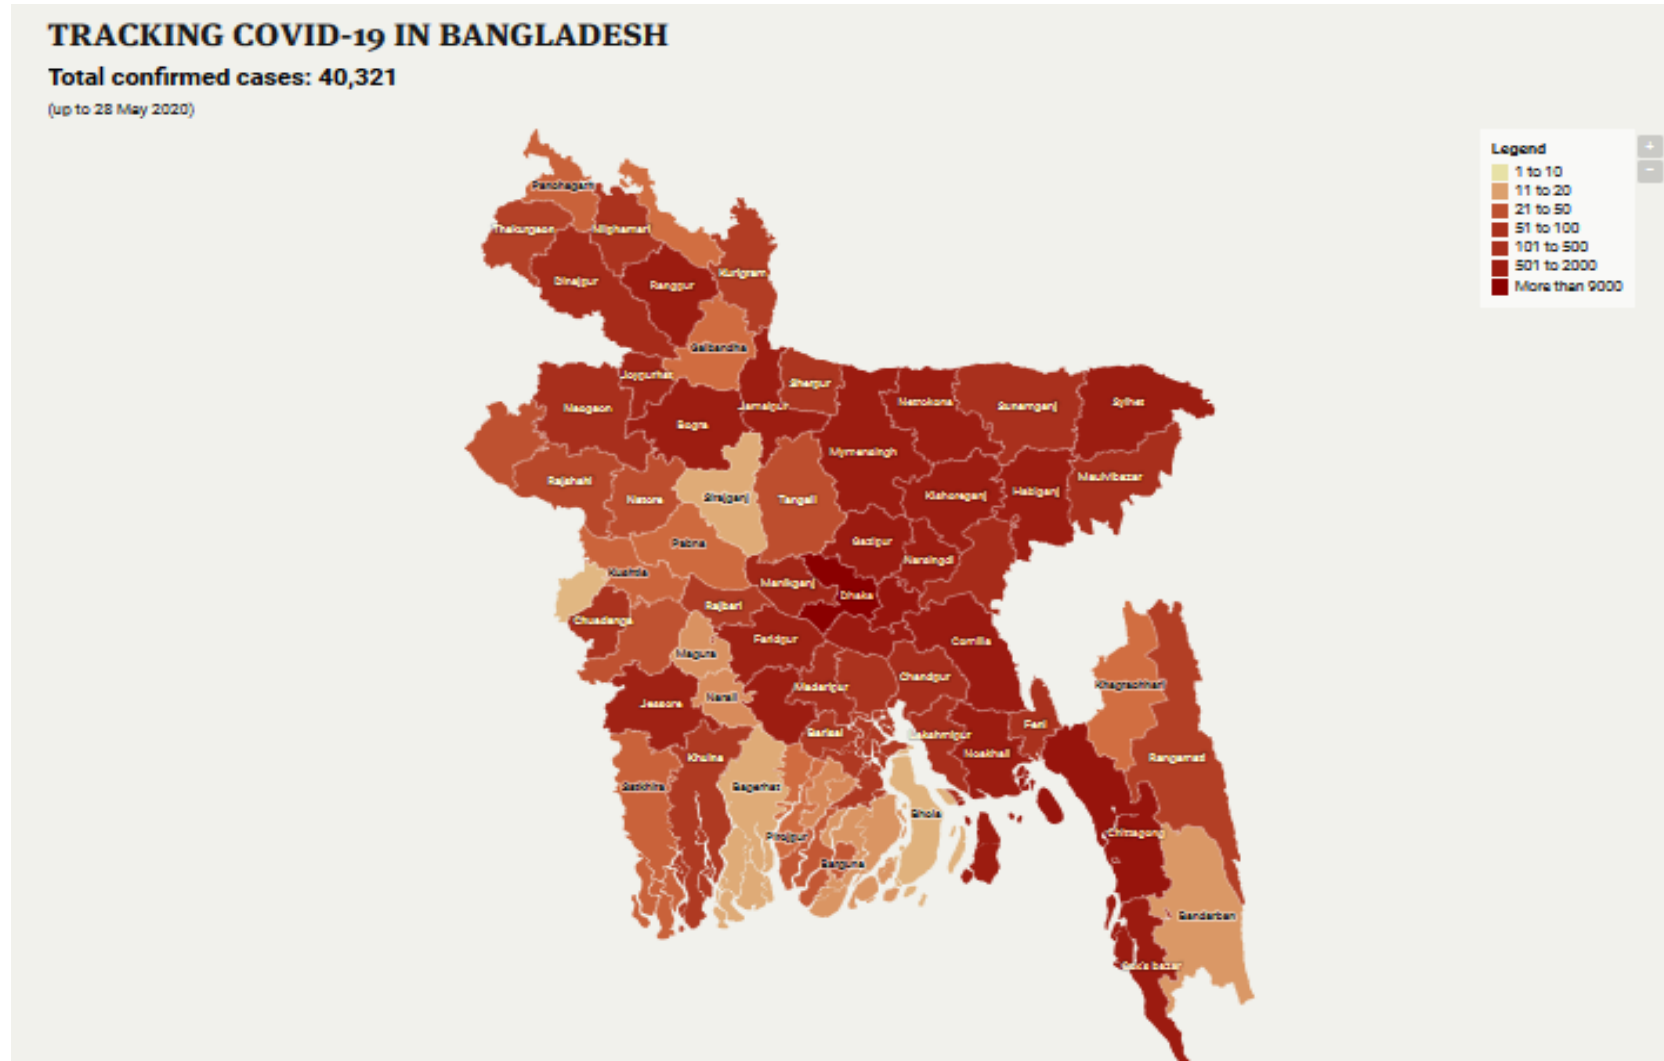 TRACKING COVID-19 IN BANGLADESH
Total confirmed cases: 40,321
(up to 28 May 2020)
Legend
1 to 10
11 to 20
21 to 50
51 to 100
101 to 500
501 to 2000
More than 9000
+
−
Panchagarh
Thakurgaon
Nilphamari
Kurigram
Dinajpur
Rangpur
Gaibandha
Joypurhat
Sherpur
Jamalpur
Netrokona
Sunamganj
Sylhet
Naogaon
Bogra
Mymensingh
Maulvibazar
Rajshahi
Natore
Sirajganj
Tangail
Kishoreganj
Habiganj
Pabna
Gazipur
Narsingdi
Kushtia
Manikganj
Dhaka
Rajbari
Chuadanga
Faridpur
Comilla
Magura
Chandpur
Khagrachhari
Madaripur
Narail
Jessore
Feni
Barisal
Lakshmipur
Noakhali
Khulna
Rangamati
Satkhira
Bagerhat
Bhola
Pirojpur
Chittagong
Barguna
Bandarban
Cox's bazar